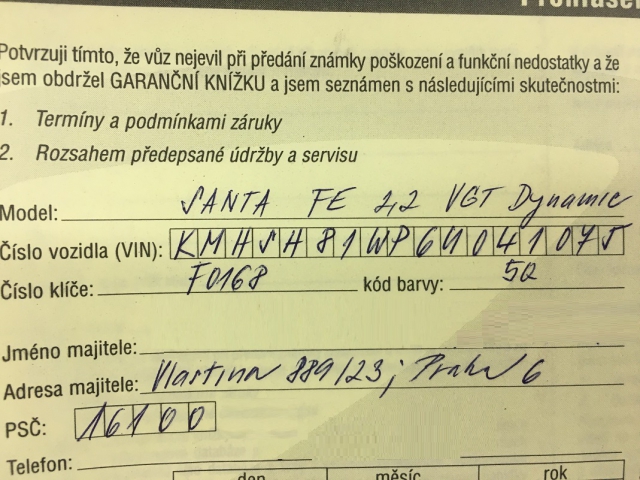 Potvrzuji tímto, že vůz nejevil při předání známky poškození a funkční nedostatky a že
jsem obdržel GARANČNÍ KNÍŽKU a jsem seznámen s následujícími skutečnostmi:
1. Termíny a podmínkami záruky
2. Rozsahem předepsané údržby a servisu
Model: SANTA FE 2,2 VGT Dynamic
Číslo vozidla (VIN): KMHSH81WP6U041075
Číslo klíče: F0168 kód barvy: 5Q
Jméno majitele:
Adresa majitele: Vlastina 889/23; Praha 6
PSČ: 16100
Telefon:
den měsíc rok